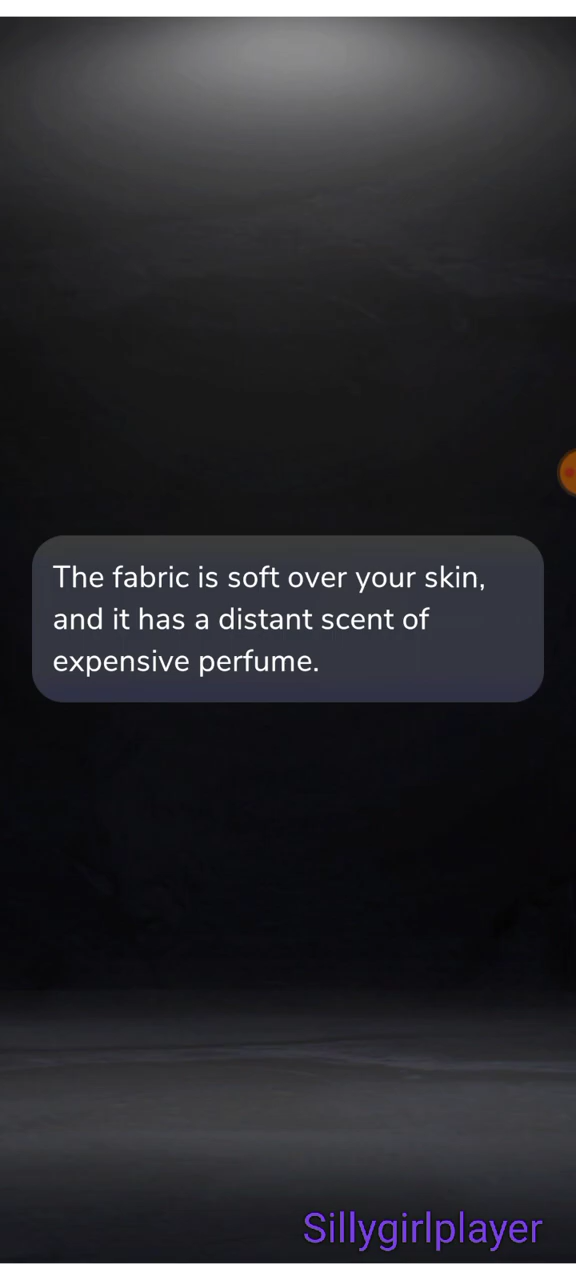 The fabric is soft over your skin,
and it has a distant scent of
expensive perfume.
Sillygirlplayer